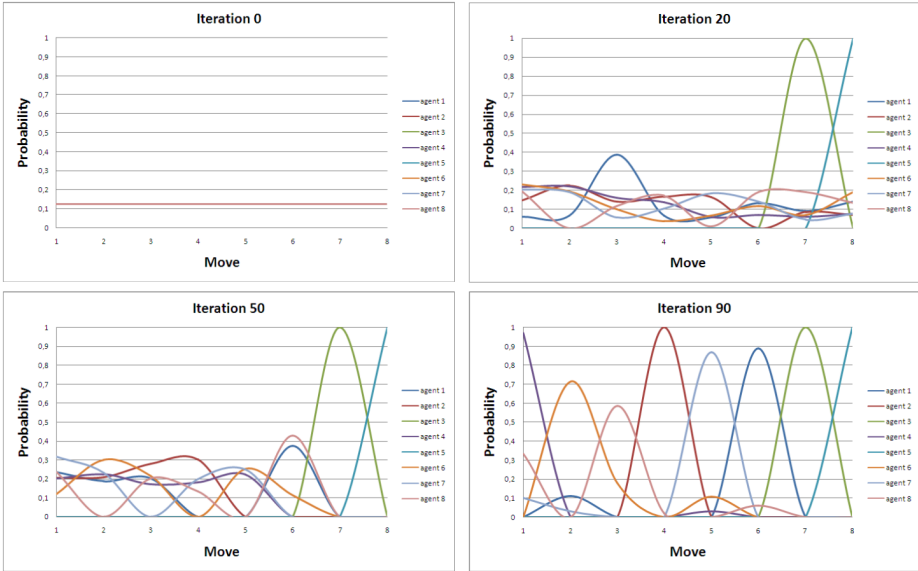 Iteration 0
1
0,9
0,8
0,7
0,6
0,5
0,4
0,3
0,2
0,1
0
Probability
1 2 3 4 5 6 7 8
Move
agent 1
agent 2
agent 3
agent 4
agent 5
agent 6
agent 7
agent 8
Iteration 20
1
0,9
0,8
0,7
0,6
0,5
0,4
0,3
0,2
0,1
0
Probability
1 2 3 4 5 6 7 8
Move
agent 1
agent 2
agent 3
agent 4
agent 5
agent 6
agent 7
agent 8
Iteration 50
1
0,9
0,8
0,7
0,6
0,5
0,4
0,3
0,2
0,1
0
Probability
1 2 3 4 5 6 7 8
Move
agent 1
agent 2
agent 3
agent 4
agent 5
agent 6
agent 7
agent 8
Iteration 90
1
0,9
0,8
0,7
0,6
0,5
0,4
0,3
0,2
0,1
0
Probability
1 2 3 4 5 6 7 8
Move
agent 1
agent 2
agent 3
agent 4
agent 5
agent 6
agent 7
agent 8